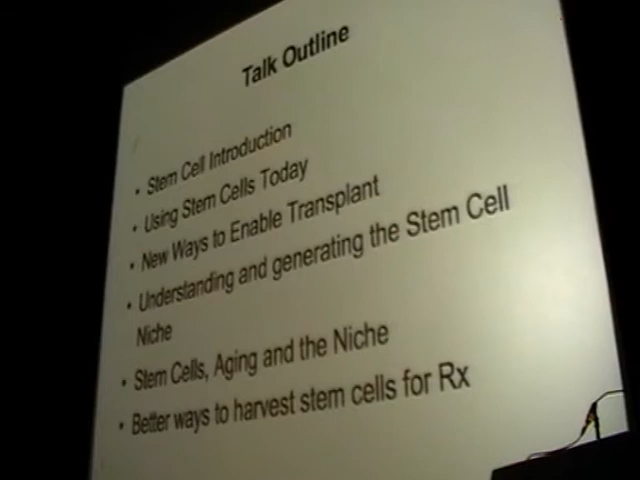 Talk Outline
• Stem Cell Introduction
• Using Stem Cells Today
• New Ways to Enable Transplant
• Understanding and generating the Stem Cell
Niche
• Stem Cells, Aging and the Niche
• Better ways to harvest stem cells for Rx